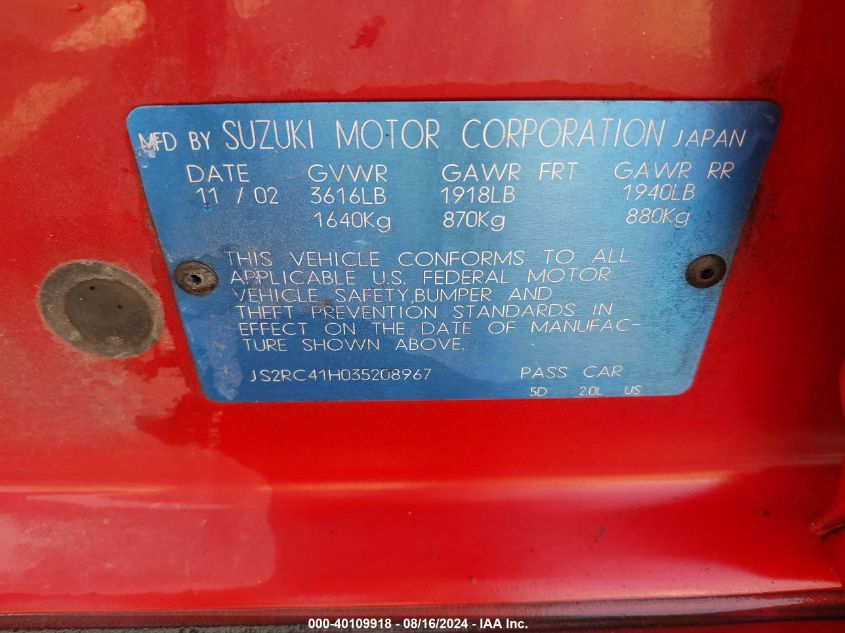 MFD BY SUZUKI MOTOR CORPORATION JAPAN
DATE GVWR GAWR FRT GAWR RR
11 / 02 3616LB 1918LB 1940LB
1640Kg 870Kg 880Kg
THIS VEHICLE CONFORMS TO ALL
APPLICABLE U.S. FEDERAL MOTOR
VEHICLE SAFETY,BUMPER AND
THEFT PREVENTION STANDARDS IN
EFFECT ON THE DATE OF MANUFAC-
TURE SHOWN ABOVE.
JS2RC41H035208967 PASS CAR
5D 2.0L US
000-40109918 - 08/16/2024 - IAA Inc.